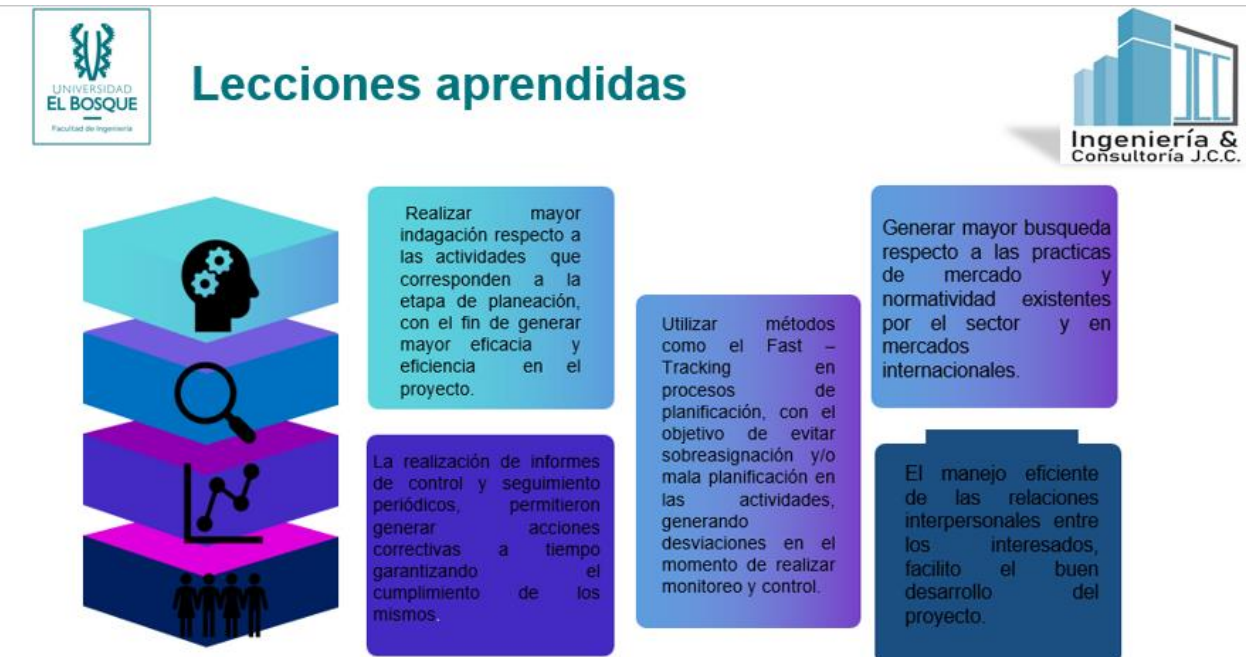 UNIVERSIDAD
EL BOSQUE
Facultad de Ingeniería
Lecciones aprendidas
JCC
Ingeniería &
Consultoría J.C.C.
Realizar mayor
indagación respecto a
las actividades que
corresponden a la
etapa de planeación,
con el fin de generar
mayor eficacia y
eficiencia en el
proyecto.
La realización de informes
de control y seguimiento
periódicos, permitieron
generar acciones
correctivas a tiempo
garantizando el
cumplimiento de los
mismos.
Utilizar métodos
como el Fast –
Tracking en
procesos de
planificación, con el
objetivo de evitar
sobreasignación y/o
mala planificación en
las actividades,
generando
desviaciones en el
momento de realizar
monitoreo y control.
Generar mayor busqueda
respecto a las practicas
de mercado y
normatividad existentes
por el sector y en
mercados
internacionales.
El manejo eficiente
de las relaciones
interpersonales entre
los interesados,
facilito el buen
desarrollo del
proyecto.